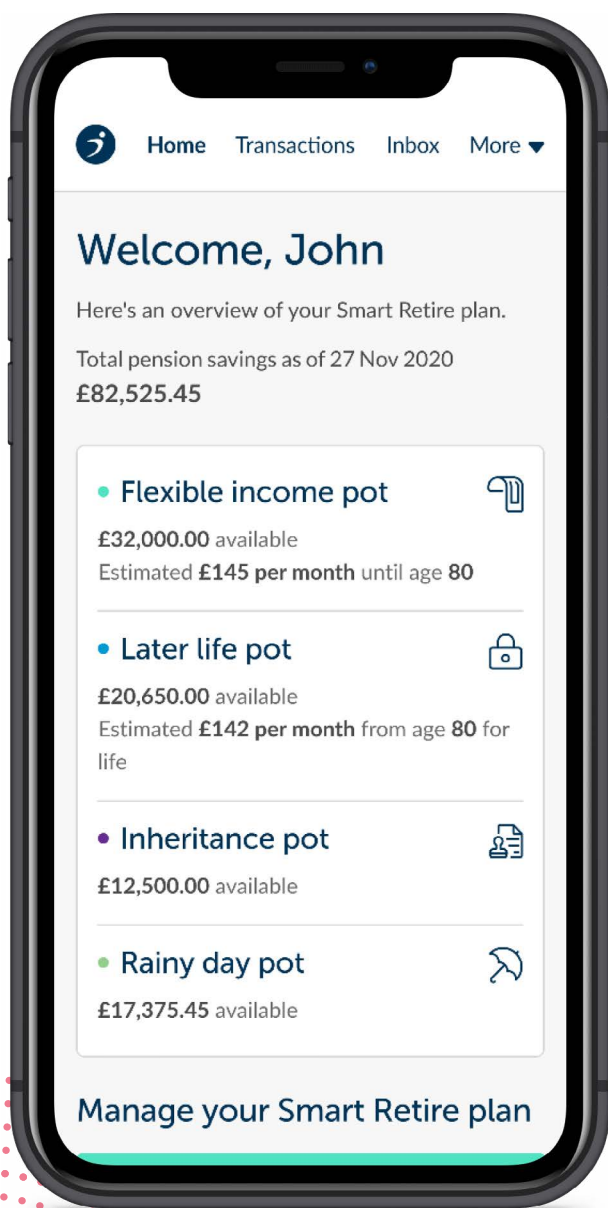 Home Transactions Inbox More
Welcome, John
Here's an overview of your Smart Retire plan.
Total pension savings as of 27 Nov 2020
£82,525.45
Flexible income pot
£32,000.00 available
Estimated £145 per month until age 80
Later life pot
£20,650.00 available
Estimated £142 per month from age 80 for
life
Inheritance pot
£12,500.00 available
Rainy day pot
£17,375.45 available
Manage your Smart Retire plan